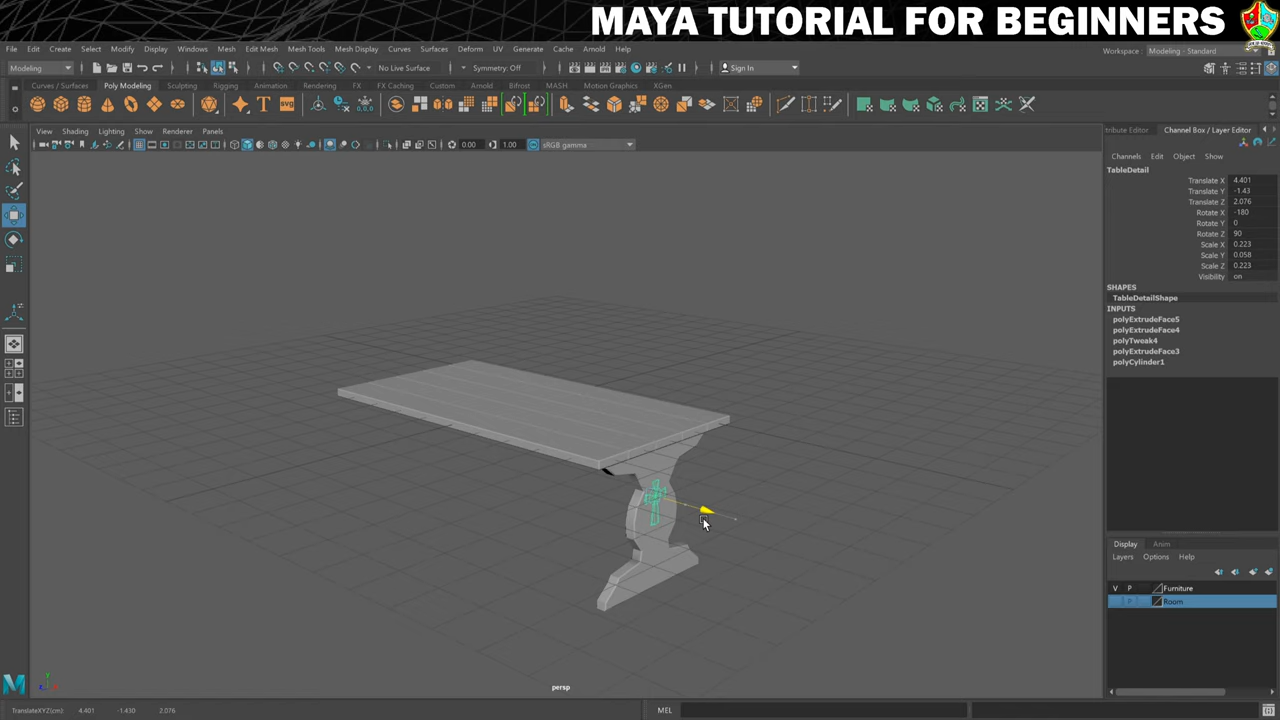 MAYA TUTORIAL FOR BEGINNERS
File Edit Create Select Modify Display Windows Mesh Edit Mesh Mesh Tools Mesh Display Curves Surfaces Deform UV Generate Cache Arnold Help
Workspace : Modeling - Standard
Modeling No Live Surface Symmetry: Off Sign In
Curves / Surfaces Poly Modeling Sculpting Rigging Animation Rendering FX FX Caching Custom Arnold Bifrost MASH Motion Graphics XGen
SVG
View Shading Lighting Show Renderer Panels
0.00 1.00 sRGB gamma
tribute Editor Channel Box / Layer Editor
Channels Edit Object Show
TableDetail
Translate X 4.401
Translate Y -1.43
Translate Z 2.076
Rotate X -180
Rotate Y 0
Rotate Z 90
Scale X 0.223
Scale Y 0.058
Scale Z 0.223
Visibility on
SHAPES
TableDetailShape
INPUTS
polyExtrudeFace5
polyExtrudeFace4
polyTweak4
polyExtrudeFace3
polyCylinder1
Display Anim
Layers Options Help
V P Furniture
P Room
persp
TranslateXYZ(cm): 4.401 -1.430 2.076
MEL